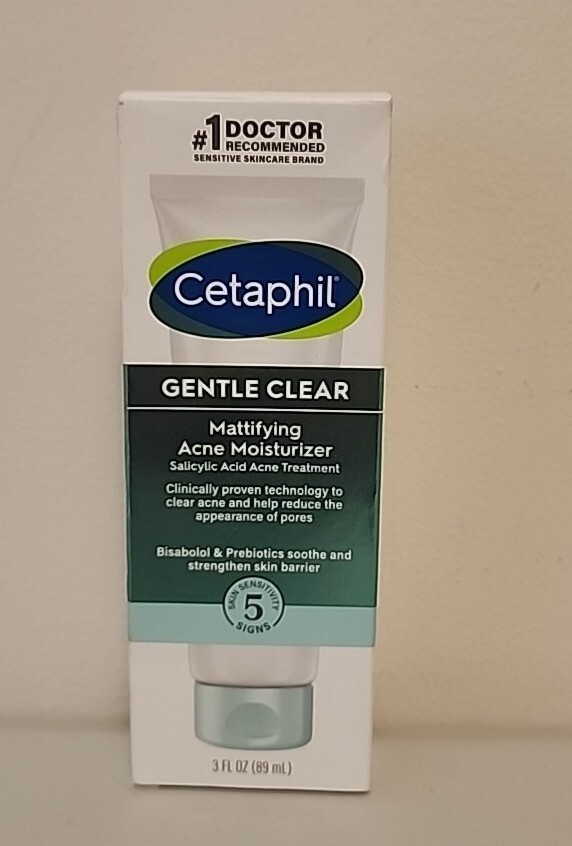 #1 DOCTOR
RECOMMENDED
SENSITIVE SKINCARE BRAND
Cetaphil®
GENTLE CLEAR
Mattifying
Acne Moisturizer
Salicylic Acid Acne Treatment
Clinically proven technology to
clear acne and help reduce the
appearance of pores
Bisabolol & Prebiotics soothe and
strengthen skin barrier
SKIN SENSITIVITY
5
SIGNS
3 FL OZ (89 mL)